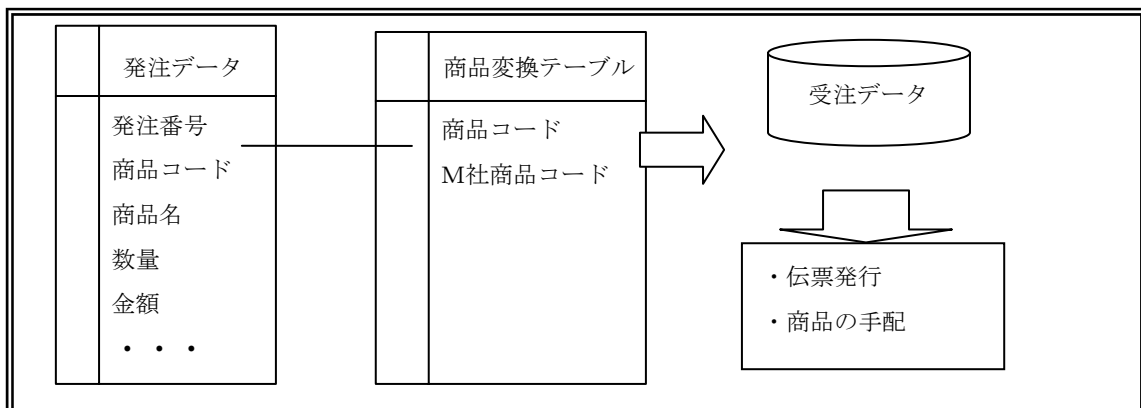 発注データ
発注番号
商品コード
商品名
数量
金額
・・・
商品変換テーブル
商品コード
M社商品コード
受注データ
・伝票発行
・商品の手配